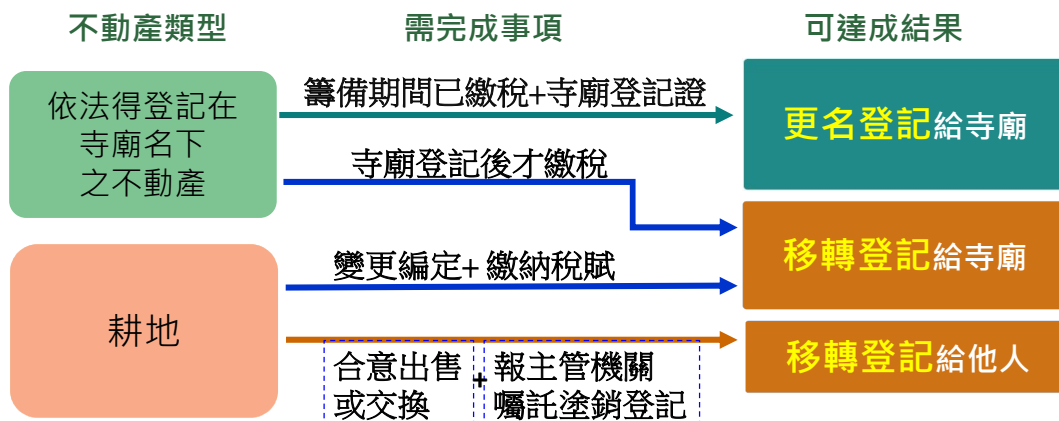 不動產類型
需完成事項
可達成結果
依法得登記在
寺廟名下
之不動產
籌備期間已繳稅+寺廟登記證
更名登記給寺廟
寺廟登記後才繳稅
移轉登記給寺廟
耕地
變更編定+ 繳納稅賦
合意出售
或交換
+
報主管機關
囑託塗銷登記
移轉登記給他人